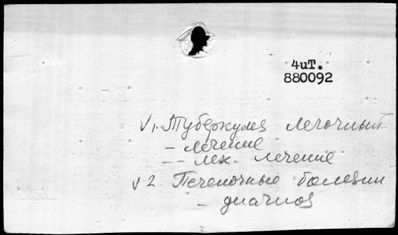 4иТ.
880092
√1. Туберкулез легочный
– лечение
– – лек. лечение
√2 Печеночные болезни
– диагноз